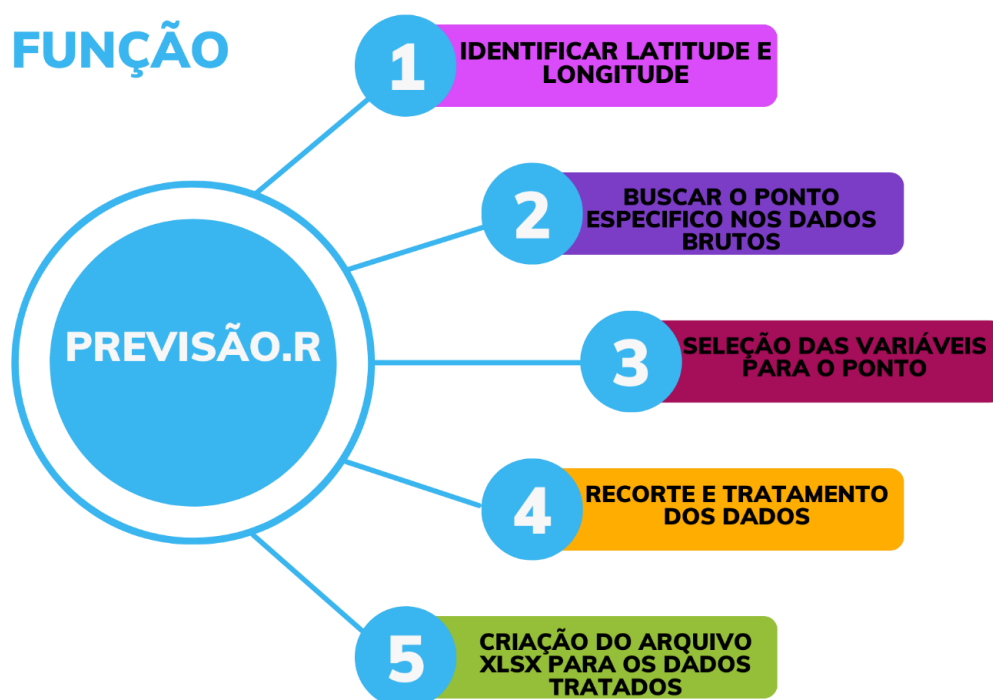 FUNÇÃO
1
IDENTIFICAR LATITUDE E
LONGITUDE
2
BUSCAR O PONTO
ESPECIFICO NOS DADOS
BRUTOS
PREVISÃO.R
3
SELEÇÃO DAS VARIÁVEIS
PARA O PONTO
4
RECORTE E TRATAMENTO
DOS DADOS
5
CRIAÇÃO DO ARQUIVO
XLSX PARA OS DADOS
TRATADOS